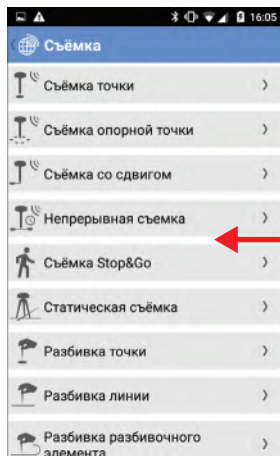 16:05
Съёмка
Съёмка точки
Съёмка опорной точки
Съёмка со сдвигом
Непрерывная съемка
Съёмка Stop&Go
Статическая съёмка
Разбивка точки
Разбивка линии
Разбивка разбивочного
элемента